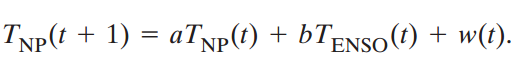 T_NP(t + 1) = aT_NP(t) + bT_ENSO(t) + w(t).